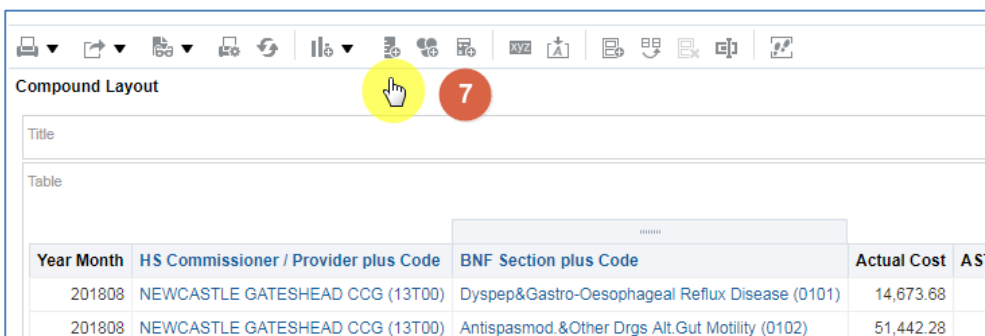 xyz A
Compound Layout 7
Title
Table
Year Month HS Commissioner / Provider plus Code BNF Section plus Code Actual Cost AS
201808 NEWCASTLE GATESHEAD CCG (13T00) Dyspep&Gastro-Oesophageal Reflux Disease (0101) 14,673.68
201808 NEWCASTLE GATESHEAD CCG (13T00) Antispasmod.&Other Drgs Alt.Gut Motility (0102) 51,442.28